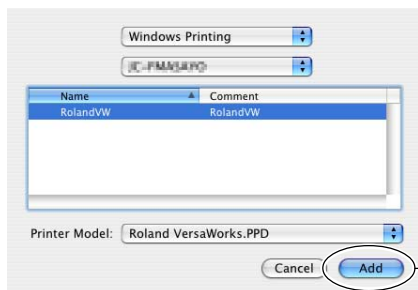 Windows Printing
Name Comment
RolandVW RolandVW
Printer Model: Roland VersaWorks.PPD
Cancel Add